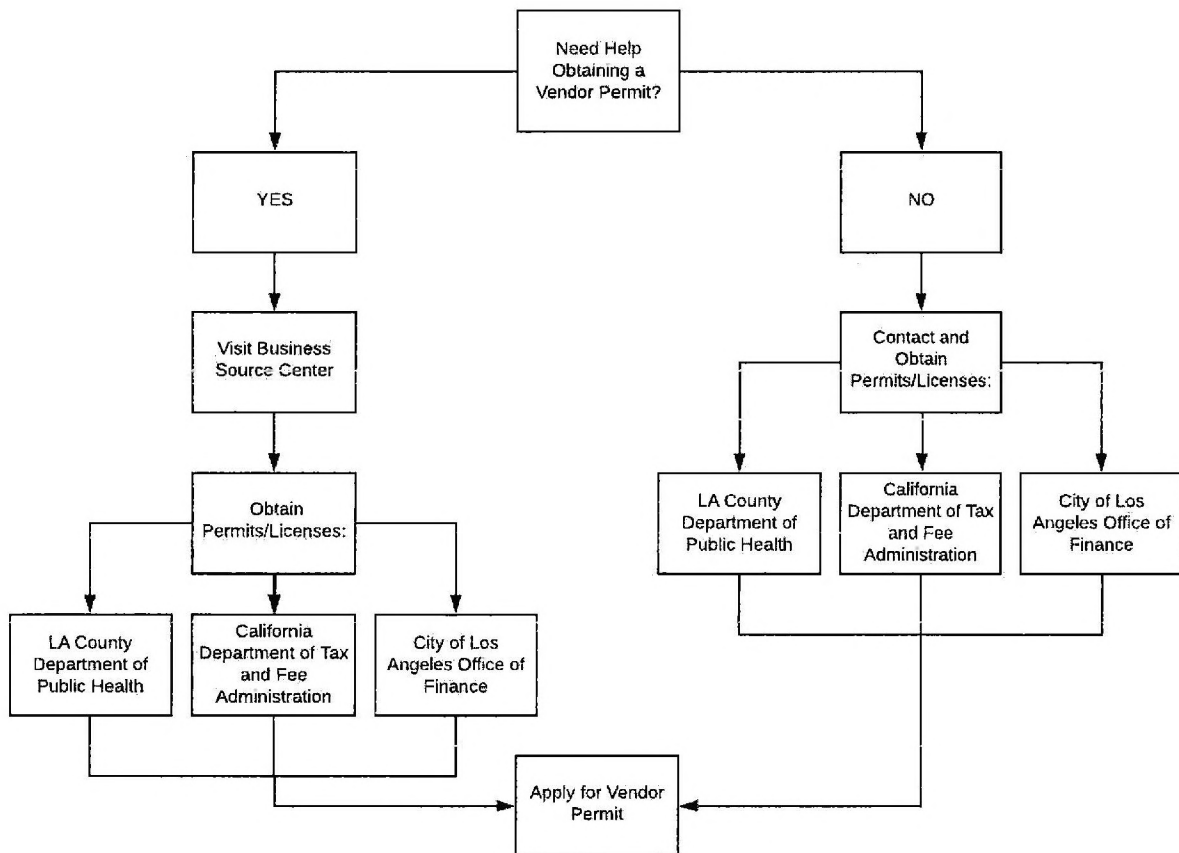 Need Help
Obtaining a
Vendor Permit?
YES
NO
Visit Business
Source Center
Contact and
Obtain
Permits/Licenses:
Obtain
Permits/Licenses:
LA County
Department of
Public Health
California
Department of Tax
and Fee
Administration
City of Los
Angeles Office of
Finance
LA County
Department of
Public Health
California
Department of Tax
and Fee
Administration
City of Los
Angeles Office of
Finance
Apply for Vendor
Permit